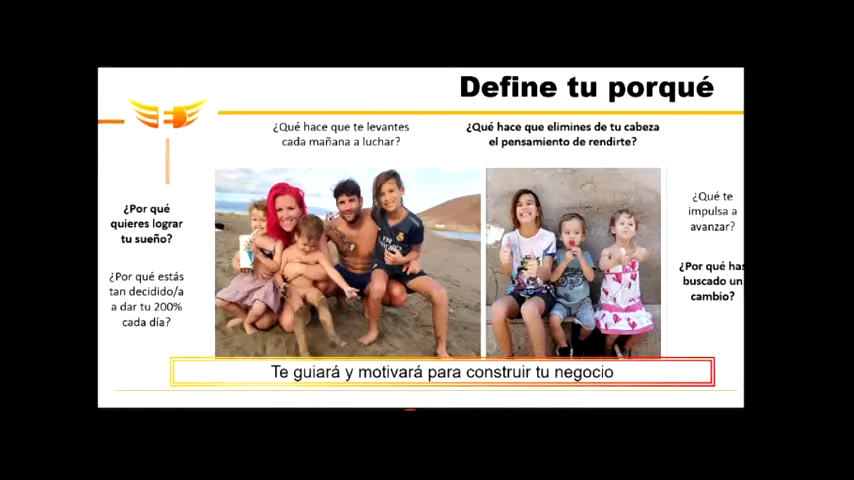 Define tu porqué
¿Qué hace que te levantes
cada mañana a luchar?
¿Qué hace que elimines de tu cabeza
el pensamiento de rendirte?
¿Por qué
quieres lograr
tu sueño?
¿Por qué estás
tan decidido/a
a dar tu 200%
cada día?
Fly
Emirates
¿Qué te
impulsa a
avanzar?
¿Por qué has
buscado un
cambio?
Te guiará y motivará para construir tu negocio